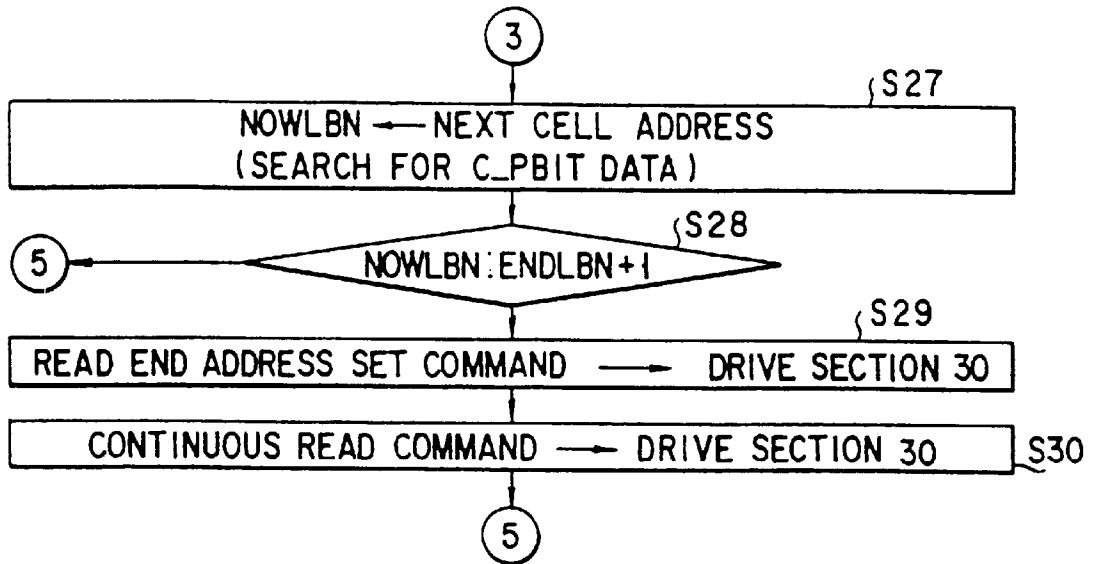 3
S27
NOWLBN ← NEXT CELL ADDRESS
(SEARCH FOR C_PBIT DATA)
S28
5
NOWLBN:ENDLBN+1
S29
READ END ADDRESS SET COMMAND → DRIVE SECTION 30
CONTINUOUS READ COMMAND → DRIVE SECTION 30
S30
5